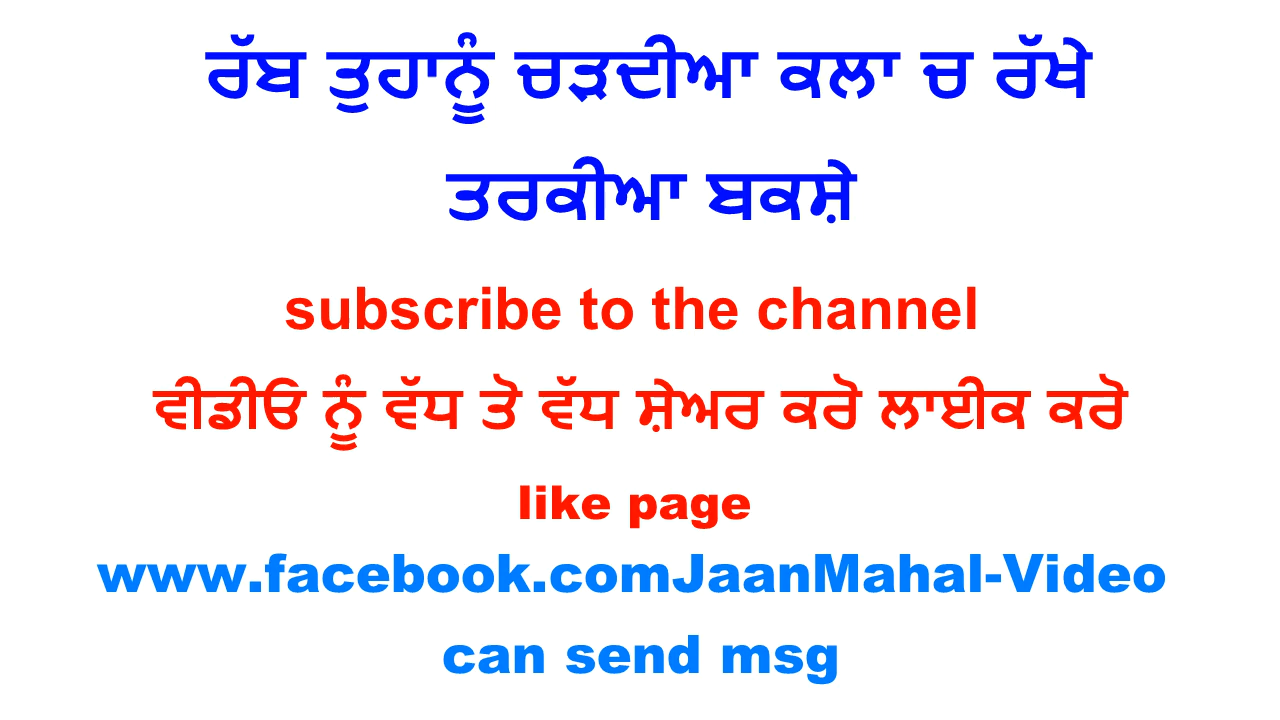 ਰੱਬ ਤੁਹਾਨੂੰ ਚੜਦੀਆ ਕਲਾ ਚ ਰੱਖੇ
ਤਰਕੀਆ ਬਕਸ਼ੇ
subscribe to the channel
ਵੀਡੀਓ ਨੂੰ ਵੱਧ ਤੋ ਵੱਧ ਸ਼ੇਅਰ ਕਰੋ ਲਾਈਕ ਕਰੋ
like page
www.facebook.comJaanMahal-Video
can send msg